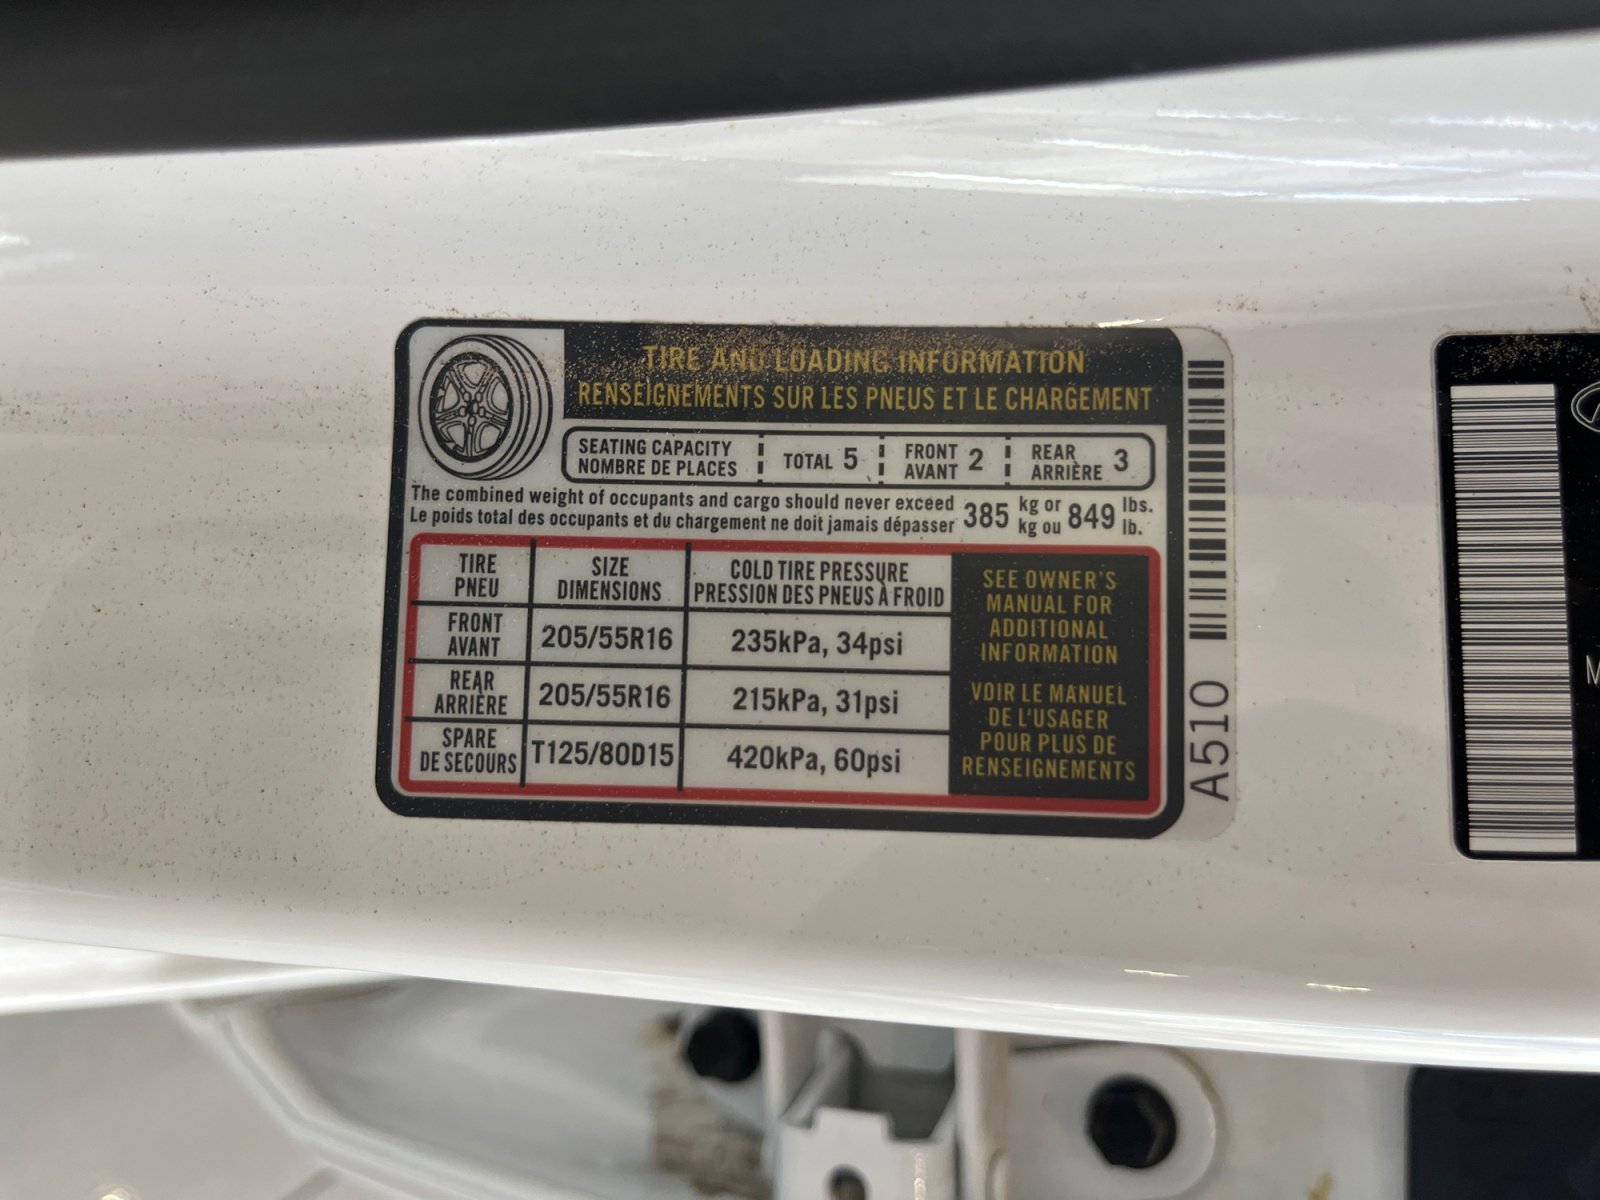 TIRE AND LOADING INFORMATION
RENSEIGNEMENTS SUR LES PNEUS ET LE CHARGEMENT
SEATING CAPACITY
NOMBRE DE PLACES
TOTAL 5
FRONT
AVANT 2
REAR
ARRIÈRE 3
The combined weight of occupants and cargo should never exceed 385 kg or 849 lbs.
Le poids total des occupants et du chargement ne doit jamais dépasser kg ou lb.
TIRE
PNEU
SIZE
DIMENSIONS
COLD TIRE PRESSURE
PRESSION DES PNEUS À FROID
FRONT
AVANT
205/55R16
235kPa, 34psi
REAR
ARRIÈRE
205/55R16
215kPa, 31psi
SPARE
DE SECOURS
T125/80D15
420kPa, 60psi
SEE OWNER'S
MANUAL FOR
ADDITIONAL
INFORMATION
VOIR LE MANUEL
DE L'USAGER
POUR PLUS DE
RENSEIGNEMENTS
A510